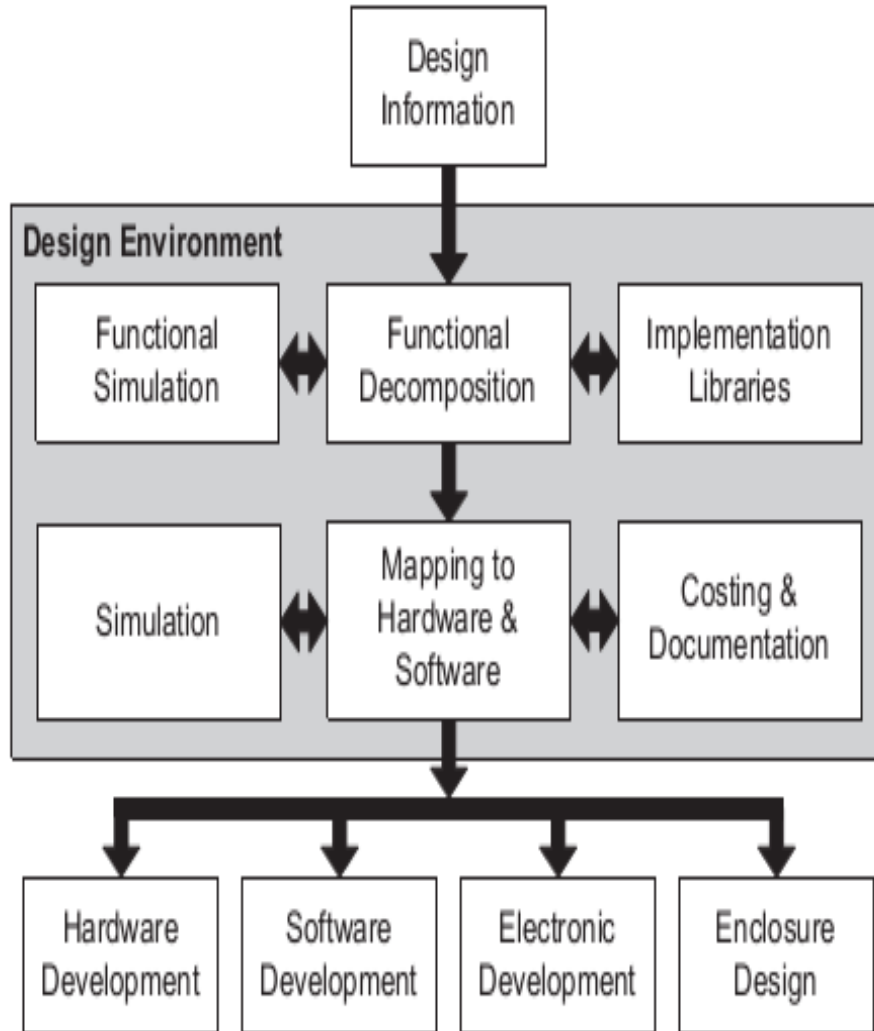 Design
Information
Design Environment
Functional
Simulation
Functional
Decomposition
Implementation
Libraries
Simulation
Mapping to
Hardware &
Software
Costing &
Documentation
Hardware
Development
Software
Development
Electronic
Development
Enclosure
Design